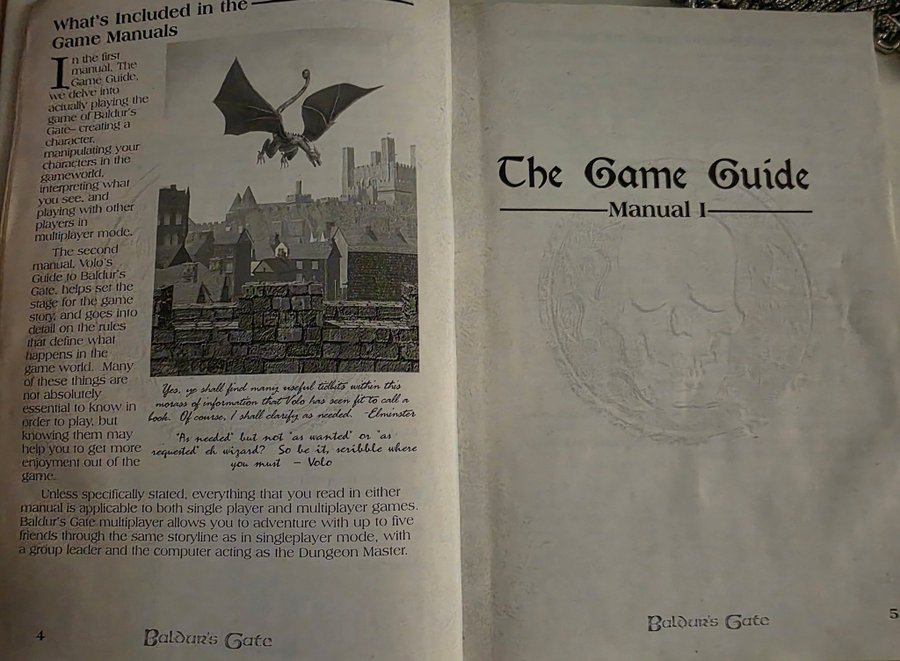 What's Included in the
Game Manuals
In the first
manual, The
Game Guide,
we delve into
actually playing the
game of Baldur's
Gate– creating a
character,
manipulating your
characters in the
gameworld,
interpreting what
you see, and
playing with other
players in
multiplayer mode.
The second
manual, Volo's
Guide to Baldur's
Gate, helps set the
stage for the game
story, and goes into
detail on the rules
that define what
happens in the
game world. Many
of these things are
not absolutely
essential to know in
order to play, but
knowing them may
help you to get more
enjoyment out of the
game.
Yes, ye shall find many useful tidbits within this
morass of information that Volo has seen fit to call a
book. Of course, I shall clarify as needed. -Elminster
"As needed" but not "as wanted" or "as
requested" eh wizard? So be it, scribble where
you must – Volo
Unless specifically stated, everything that you read in either
manual is applicable to both single player and multiplayer games.
Baldur's Gate multiplayer allows you to adventure with up to five
friends through the same storyline as in singleplayer mode, with
a group leader and the computer acting as the Dungeon Master.
4
Baldur's Gate
The Game Guide
Manual I
Baldur's Gate
5